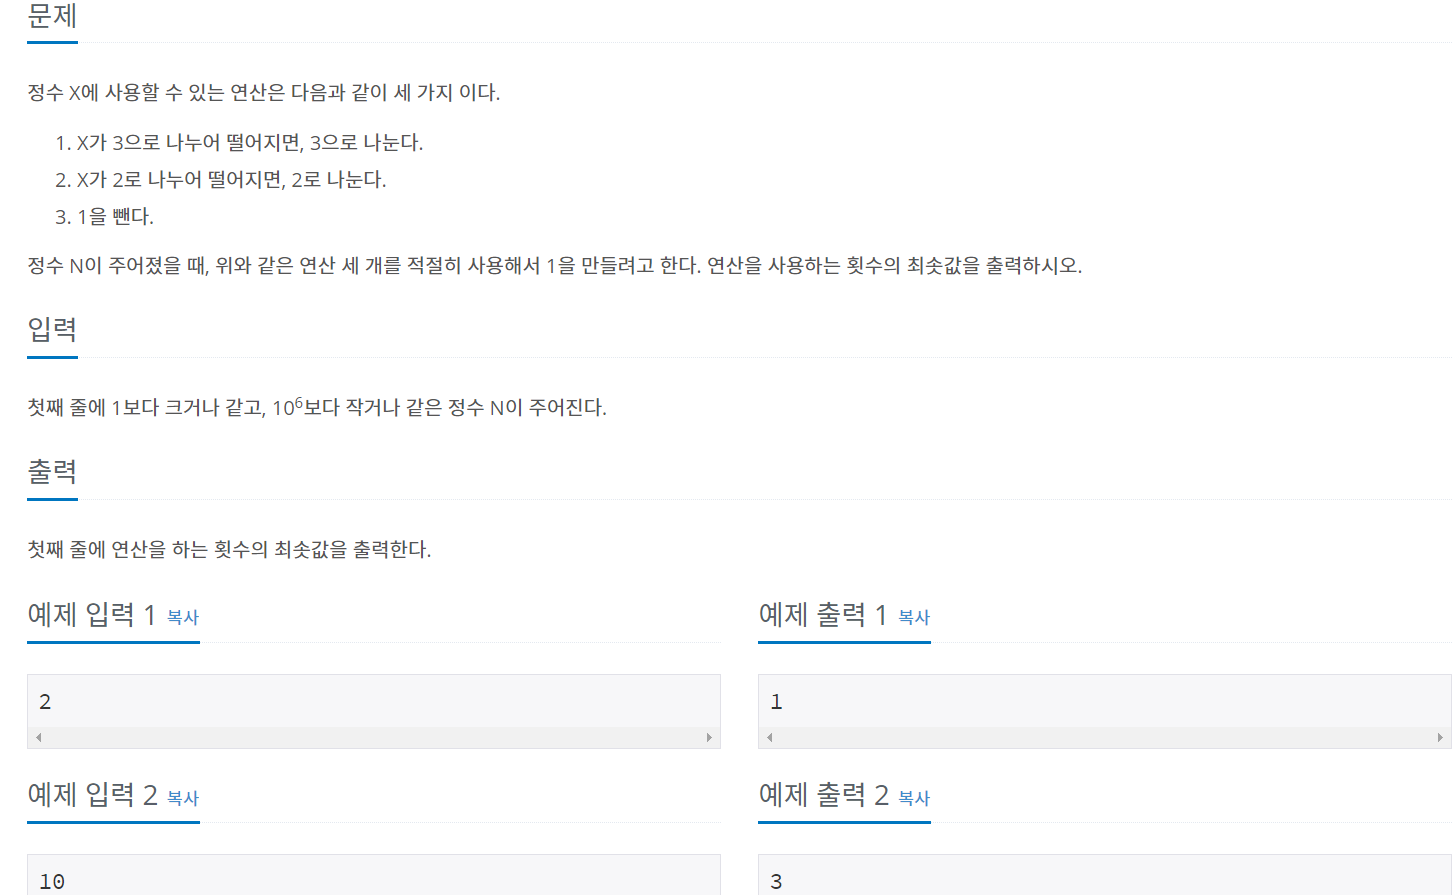 문제
정수 X에 사용할 수 있는 연산은 다음과 같이 세 가지 이다.
1. X가 3으로 나누어 떨어지면, 3으로 나눈다.
2. X가 2로 나누어 떨어지면, 2로 나눈다.
3. 1을 뺀다.
정수 N이 주어졌을 때, 위와 같은 연산 세 개를 적절히 사용해서 1을 만들려고 한다. 연산을 사용하는 횟수의 최솟값을 출력하시오.
입력
첫째 줄에 1보다 크거나 같고, 10⁶보다 작거나 같은 정수 N이 주어진다.
출력
첫째 줄에 연산을 하는 횟수의 최솟값을 출력한다.
예제 입력 1 복사
2
예제 출력 1 복사
1
예제 입력 2 복사
10
예제 출력 2 복사
3